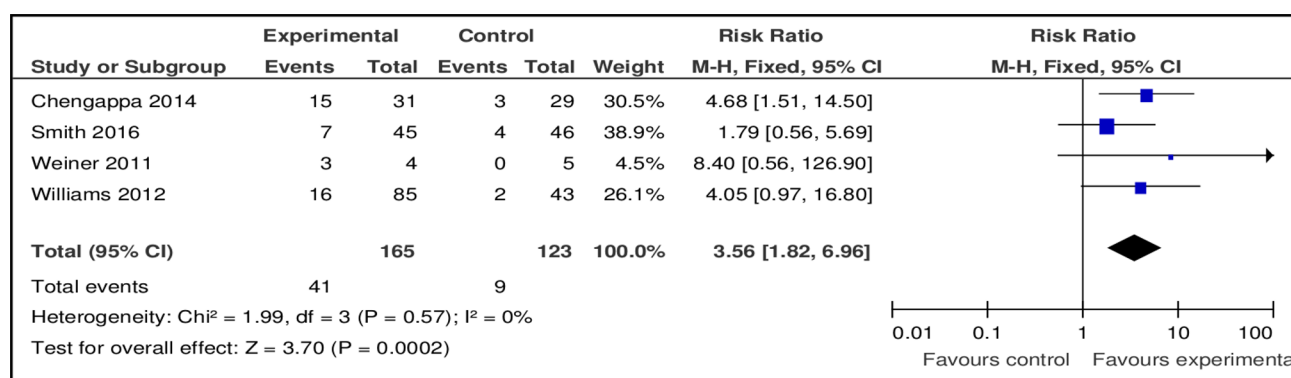 Experimental Control Risk Ratio Risk Ratio
Study or Subgroup Events Total Events Total Weight M-H, Fixed, 95% CI M-H, Fixed, 95% CI
Chengappa 2014 15 31 3 29 30.5% 4.68 [1.51, 14.50]
Smith 2016 7 45 4 46 38.9% 1.79 [0.56, 5.69]
Weiner 2011 3 4 0 5 4.5% 8.40 [0.56, 126.90]
Williams 2012 16 85 2 43 26.1% 4.05 [0.97, 16.80]
Total (95% CI) 165 123 100.0% 3.56 [1.82, 6.96]
Total events 41 9
Heterogeneity: Chi² = 1.99, df = 3 (P = 0.57); I² = 0%
Test for overall effect: Z = 3.70 (P = 0.0002)
0.01 0.1 1 10 100
Favours control Favours experimenta